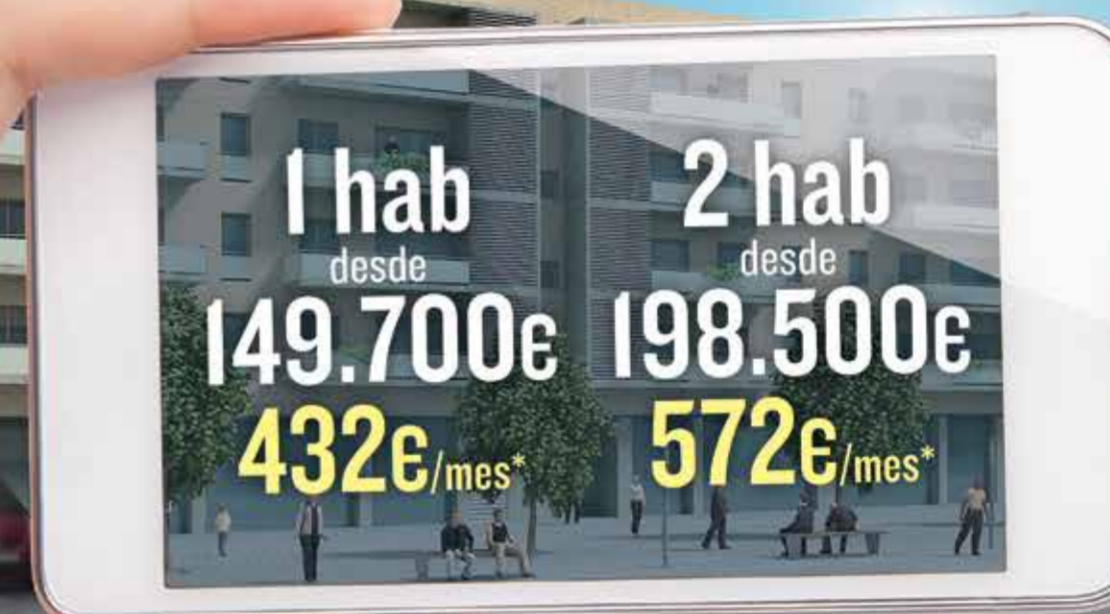 1 hab
desde
149.700€
432€/mes*
2 hab
desde
198.500€
572€/mes*